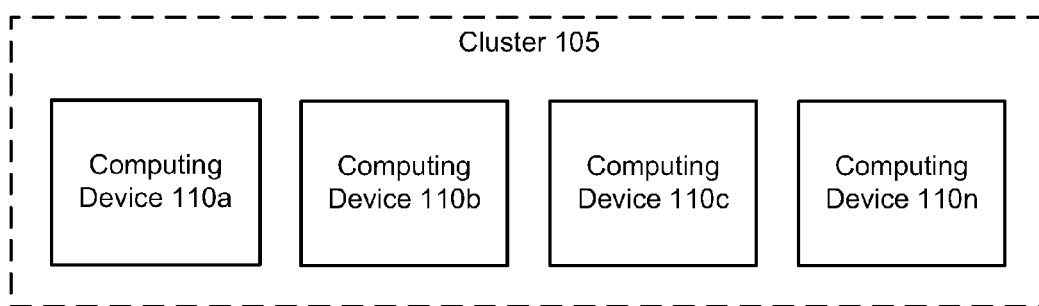 Cluster 105
Computing
Device 110a
Computing
Device 110b
Computing
Device 110c
Computing
Device 110n